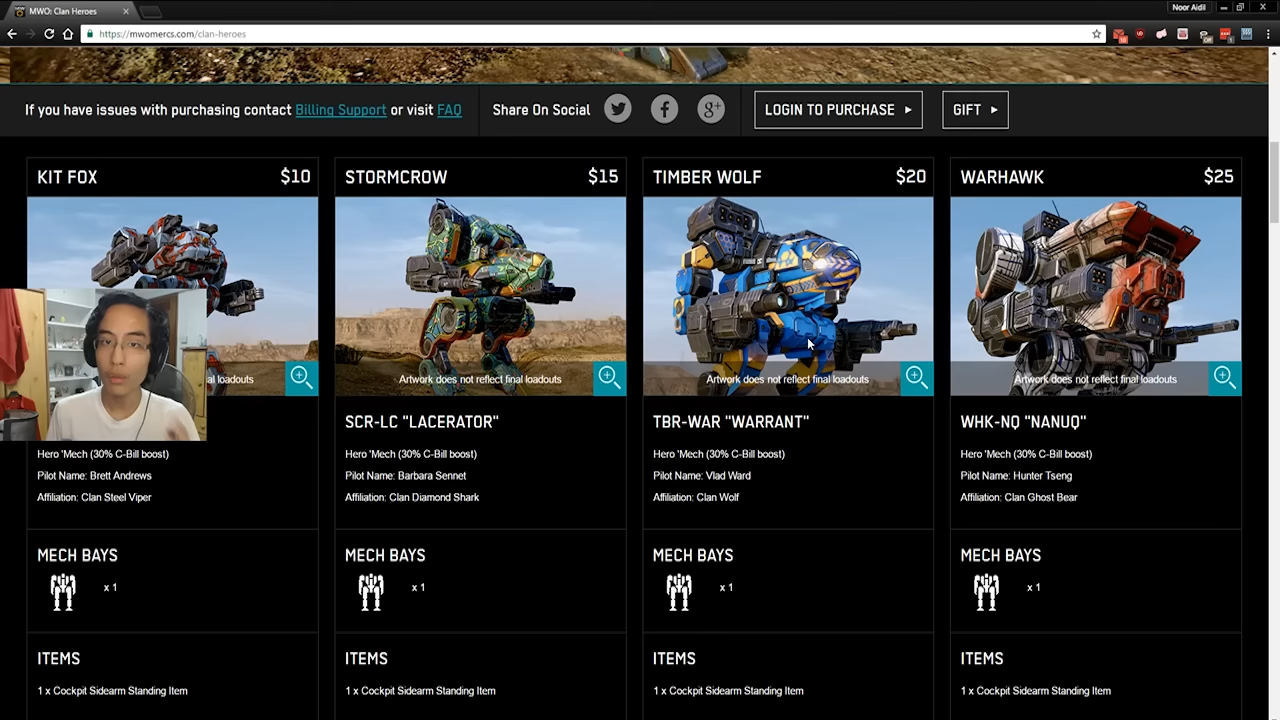 MWO: Clan Heroes
Noor Aidil
https://mwomercs.com/clan-heroes
If you have issues with purchasing contact Billing Support or visit FAQ
Share On Social
LOGIN TO PURCHASE
GIFT
KIT FOX $10
STORMCROW $15
TIMBER WOLF $20
WARHAWK $25
al loadouts
Artwork does not reflect final loadouts
Artwork does not reflect final loadouts
Artwork does not reflect final loadouts
SCR-LC "LACERATOR"
TBR-WAR "WARRANT"
WHK-NQ "NANUQ"
Hero 'Mech (30% C-Bill boost)
Hero 'Mech (30% C-Bill boost)
Hero 'Mech (30% C-Bill boost)
Hero 'Mech (30% C-Bill boost)
Pilot Name: Brett Andrews
Pilot Name: Barbara Sennet
Pilot Name: Vlad Ward
Pilot Name: Hunter Tseng
Affiliation: Clan Steel Viper
Affiliation: Clan Diamond Shark
Affiliation: Clan Wolf
Affiliation: Clan Ghost Bear
MECH BAYS
MECH BAYS
MECH BAYS
MECH BAYS
x 1
x 1
x 1
x 1
ITEMS
ITEMS
ITEMS
ITEMS
1 x Cockpit Sidearm Standing Item
1 x Cockpit Sidearm Standing Item
1 x Cockpit Sidearm Standing Item
1 x Cockpit Sidearm Standing Item